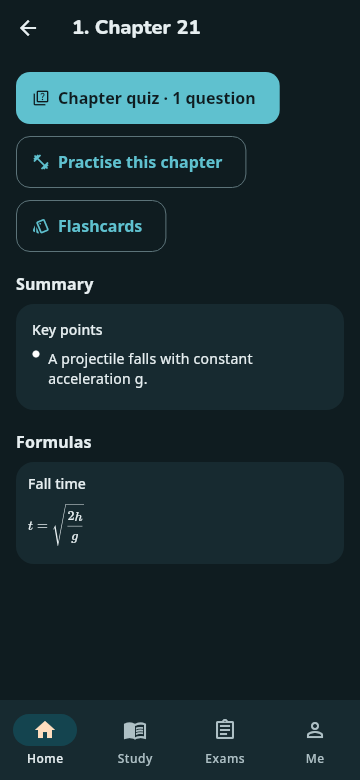 1. Chapter 21
Chapter quiz · 1 question
Practise this chapter
Flashcards
Summary
Key points
• A projectile falls with constant
acceleration g.
Formulas
Fall time
t = √(2h/g)
Home
Study
Exams
Me